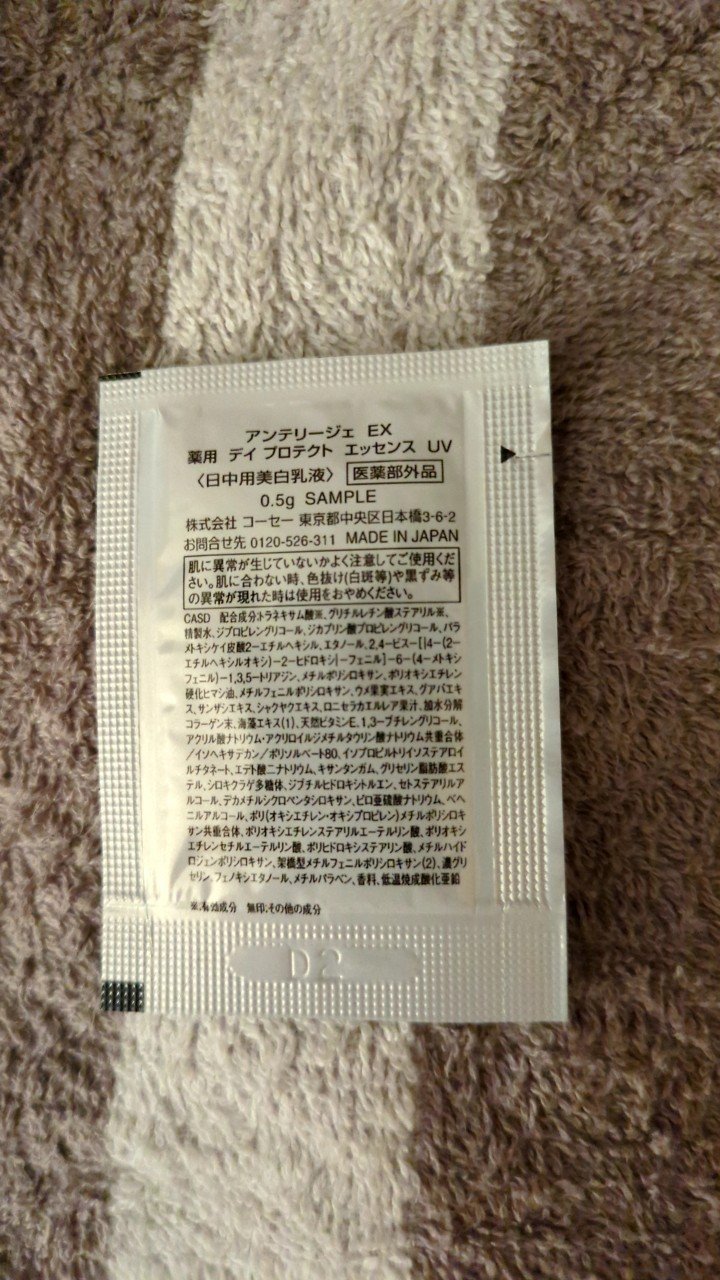 アンテリージェ EX
薬用 デイ プロテクト エッセンス UV
〈日中用美白乳液〉 医薬部外品
0.5g SAMPLE
株式会社 コーセー 東京都中央区日本橋3-6-2
お問合せ先 0120-526-311 MADE IN JAPAN
肌に異常が生じていないかよく注意してご使用くだ
さい。肌に合わない時、色抜け(白斑等)や黒ずみ等
の異常が現れた時は使用をおやめください。
CASD 配合成分:トラネキサム酸※、グリチルレチン酸ステアリル※、
精製水、ジプロピレングリコール、ジカプリン酸プロピレングリコール、パラ
メトキシケイ皮酸2-エチルヘキシル、エタノール、2,4-ビス-[[4-(2-
エチルヘキシルオキシ)-2-ヒドロキシ]-フェニル]-6-(4-メトキシ
フェニル)-1,3,5-トリアジン、メチルポリシロキサン、ポリオキシエチレン
硬化ヒマシ油、メチルフェニルポリシロキサン、ウメ果実エキス、グアバエキ
ス、サンザシエキス、シャクヤクエキス、ロニセラカエルレア果汁、加水分解
コラーゲン末、海藻エキス(1)、天然ビタミンE、1,3-ブチレングリコール、
アクリル酸ナトリウム・アクリロイルジメチルタウリン酸ナトリウム共重合体
/イソヘキサデカン/ポリソルベート80、イソプロピルトリイソステアロイ
ルチタネート、エデト酸二ナトリウム、キサンタンガム、グリセリン脂肪酸エス
テル、シロキクラゲ多糖体、ジブチルヒドロキシトルエン、セトステアリルア
ルコール、デカメチルシクロペンタシロキサン、ピロ亜硫酸ナトリウム、ベヘ
ニルアルコール、ポリ(オキシエチレン・オキシプロピレン)メチルポリシロキ
サン共重合体、ポリオキシエチレンステアリルエーテルリン酸、ポリオキシ
エチレンセチルエーテルリン酸、ポリヒドロキシステアリン酸、メチルハイド
ロジェンポリシロキサン、架橋型メチルフェニルポリシロキサン(2)、濃グリ
セリン、フェノキシエタノール、メチルパラベン、香料、低温焼成酸化亜鉛
※:有効成分 無印:その他の成分
D2